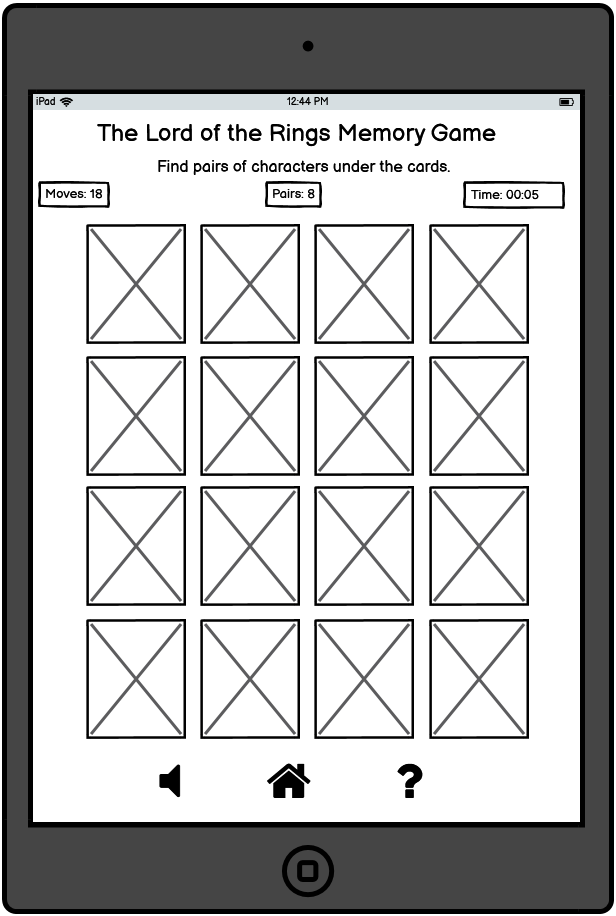 iPad 12:44 PM
The Lord of the Rings Memory Game
Find pairs of characters under the cards.
Moves: 18 Pairs: 8 Time: 00:05
?